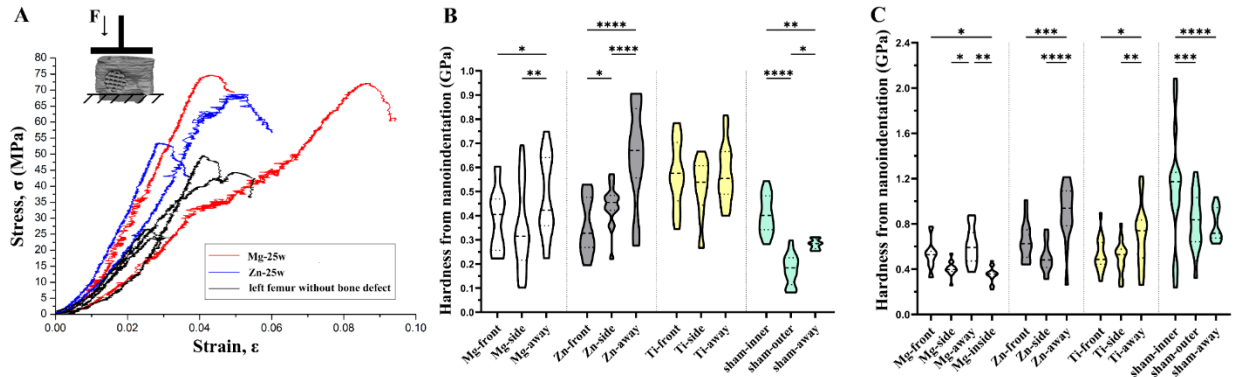 A
F
Stress, σ (MPa)
80
75
70
65
60
55
50
45
40
35
30
25
20
15
10
5
0
0.00 0.02 0.04 0.06 0.08 0.10
Strain, ε
Mg-25w
Zn-25w
left femur without bone defect
B
Hardness from nanoindentation (GPa)
1.0
0.9
0.8
0.7
0.6
0.5
0.4
0.3
0.2
0.1
0.0
* **
* **** ****
** * ****
Mg-front
Mg-side
Mg-away
Zn-front
Zn-side
Zn-away
Ti-front
Ti-side
Ti-away
sham-inner
sham-outer
sham-away
C
Hardness from nanoindentation (GPa)
2.4
2.0
1.6
1.2
0.8
0.4
0.0
*
* **
*** ****
* **
**** ***
Mg-front
Mg-side
Mg-away
Mg-inside
Zn-front
Zn-side
Zn-away
Ti-front
Ti-side
Ti-away
sham-inner
sham-outer
sham-away